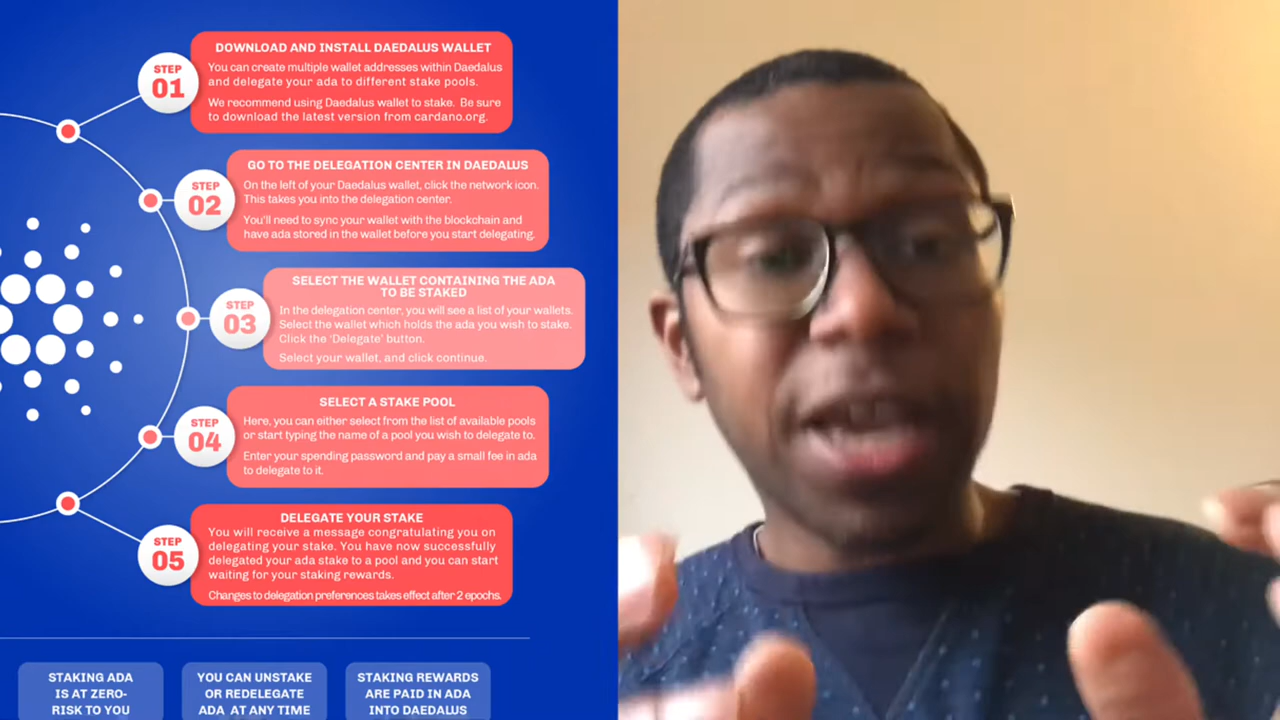 STEP
01
DOWNLOAD AND INSTALL DAEDALUS WALLET
You can create multiple wallet addresses within Daedalus
and delegate your ada to different stake pools.
We recommend using Daedalus wallet to stake. Be sure
to download the latest version from cardano.org.
STEP
02
GO TO THE DELEGATION CENTER IN DAEDALUS
On the left of your Daedalus wallet, click the network icon.
This takes you into the delegation center.
You'll need to sync your wallet with the blockchain and
have ada stored in the wallet before you start delegating.
STEP
03
SELECT THE WALLET CONTAINING THE ADA
TO BE STAKED
In the delegation center, you will see a list of your wallets.
Select the wallet which holds the ada you wish to stake.
Click the 'Delegate' button.
Select your wallet, and click continue.
STEP
04
SELECT A STAKE POOL
Here, you can either select from the list of available pools
or start typing the name of a pool you wish to delegate to.
Enter your spending password and pay a small fee in ada
to delegate to it.
STEP
05
DELEGATE YOUR STAKE
You will receive a message congratulating you on
delegating your stake. You have now successfully
delegated your ada stake to a pool and you can start
waiting for your staking rewards.
Changes to delegation preferences takes effect after 2 epochs.
STAKING ADA
IS AT ZERO-
RISK TO YOU
YOU CAN UNSTAKE
OR REDELEGATE
ADA AT ANY TIME
STAKING REWARDS
ARE PAID IN ADA
INTO DAEDALUS